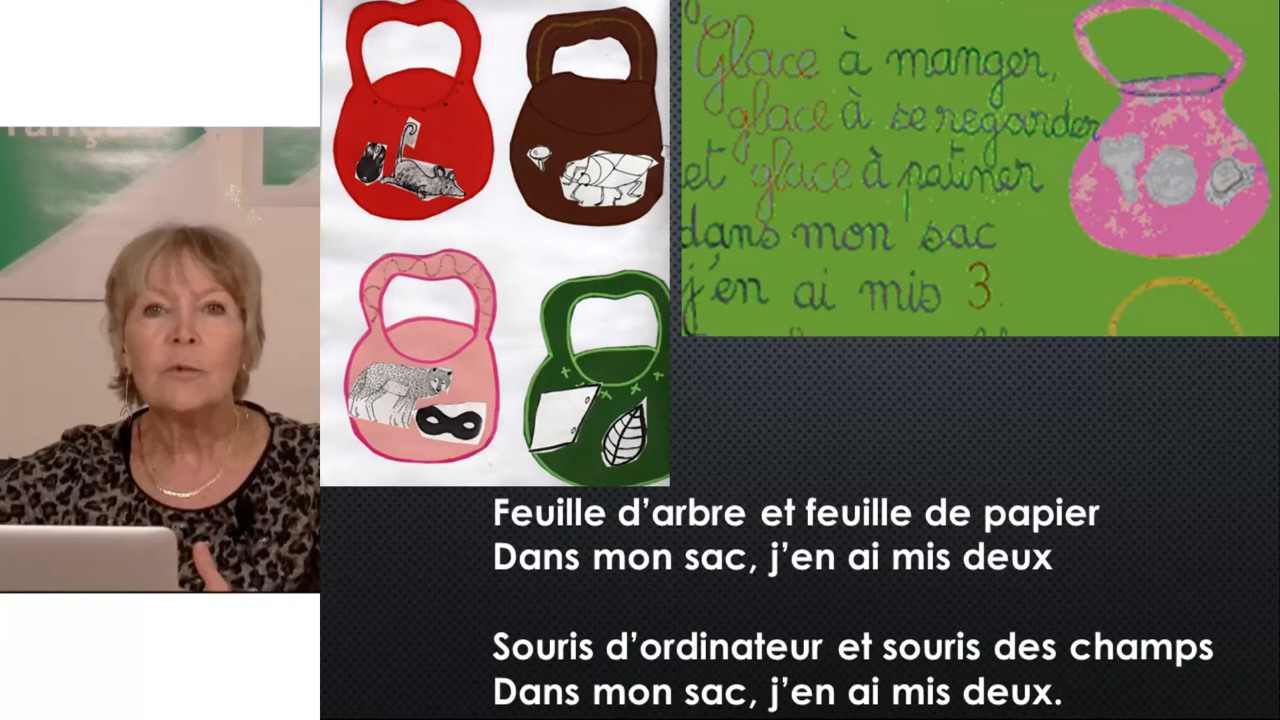 Glace à manger,
glace à se regarder
et glace à patiner
dans mon sac
j'en ai mis 3.
Feuille d'arbre et feuille de papier
Dans mon sac, j'en ai mis deux
Souris d'ordinateur et souris des champs
Dans mon sac, j'en ai mis deux.